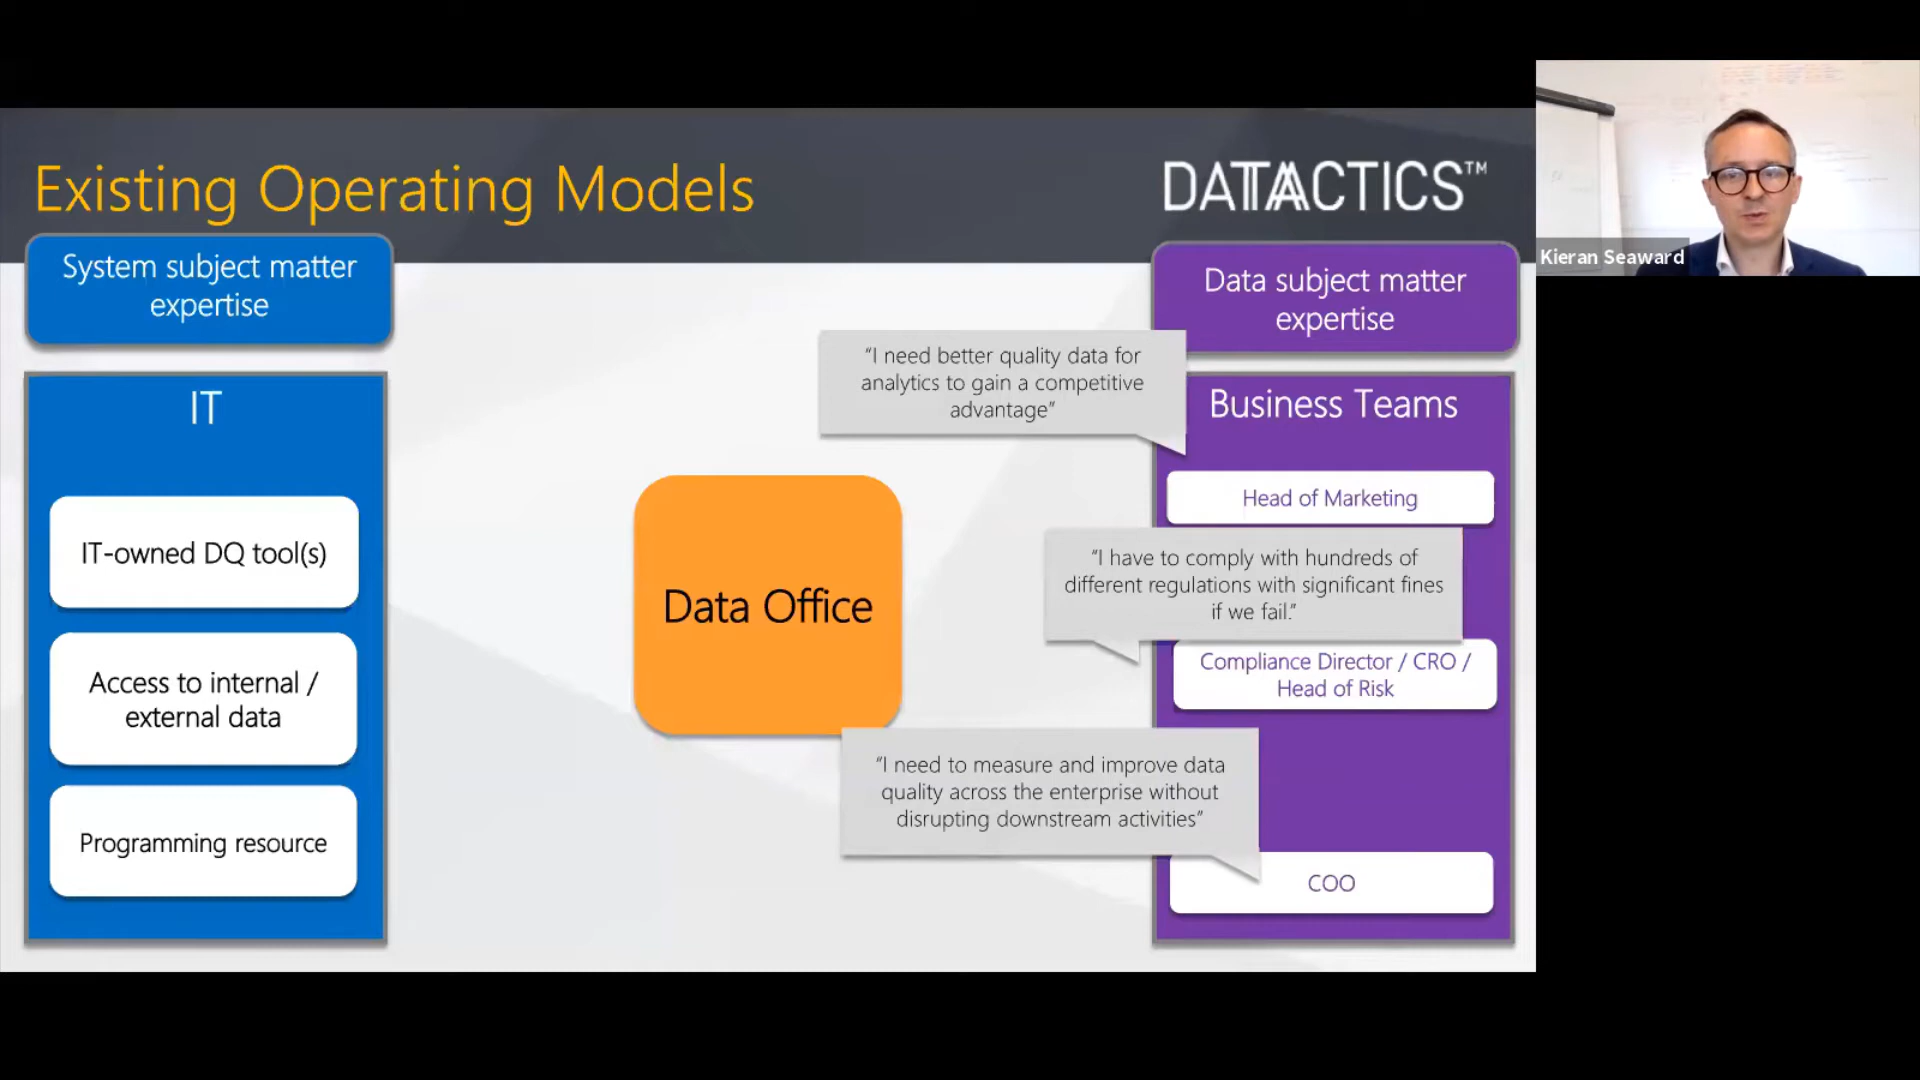 Existing Operating Models
DATACTICS™
Kieran Seaward
System subject matter
expertise
IT
IT-owned DQ tool(s)
Access to internal /
external data
Programming resource
Data Office
Data subject matter
expertise
Business Teams
“I need better quality data for
analytics to gain a competitive
advantage”
Head of Marketing
“I have to comply with hundreds of
different regulations with significant fines
if we fail.”
Compliance Director / CRO /
Head of Risk
“I need to measure and improve data
quality across the enterprise without
disrupting downstream activities”
COO